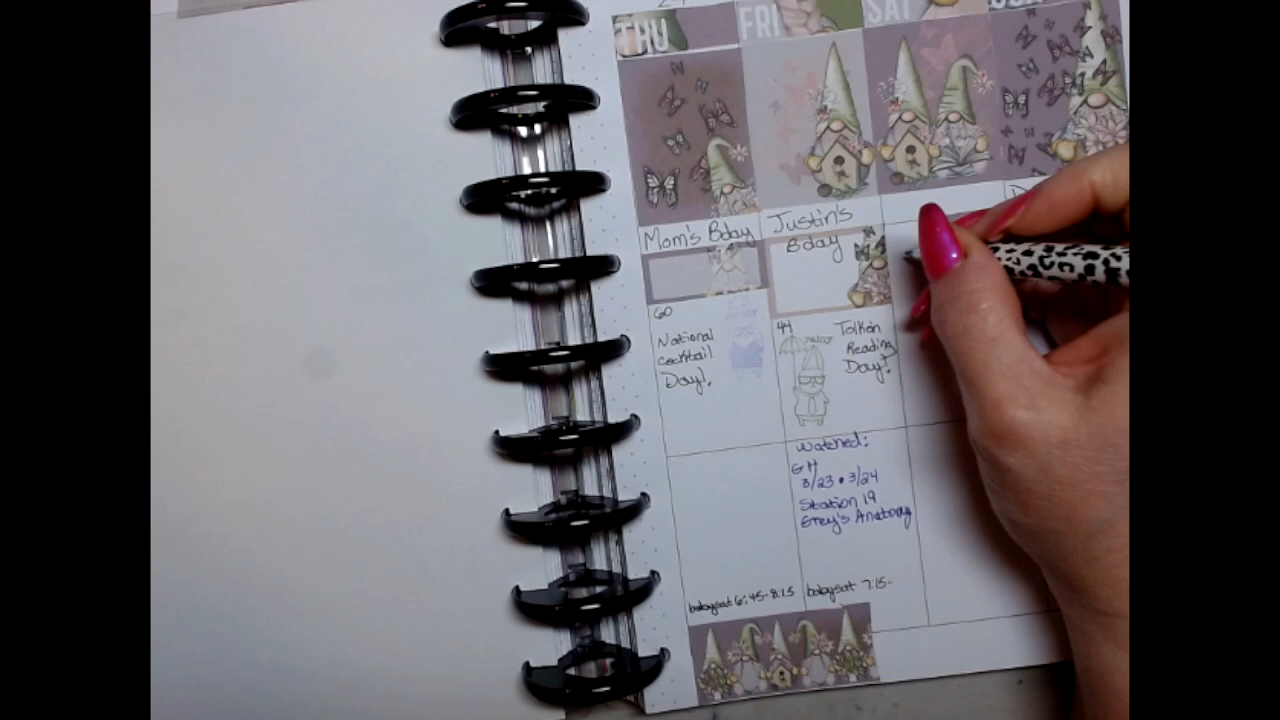 THU
FRI
SAT
Mom's Bday
Justin's
Bday
60
National
cocktail
Day!
44
Tolkien
Reading
Day!
Watched:
GH
3/23 • 3/24
Station 19
Grey's Anatomy
babysat 6:45-8:15
babysat 7:15-